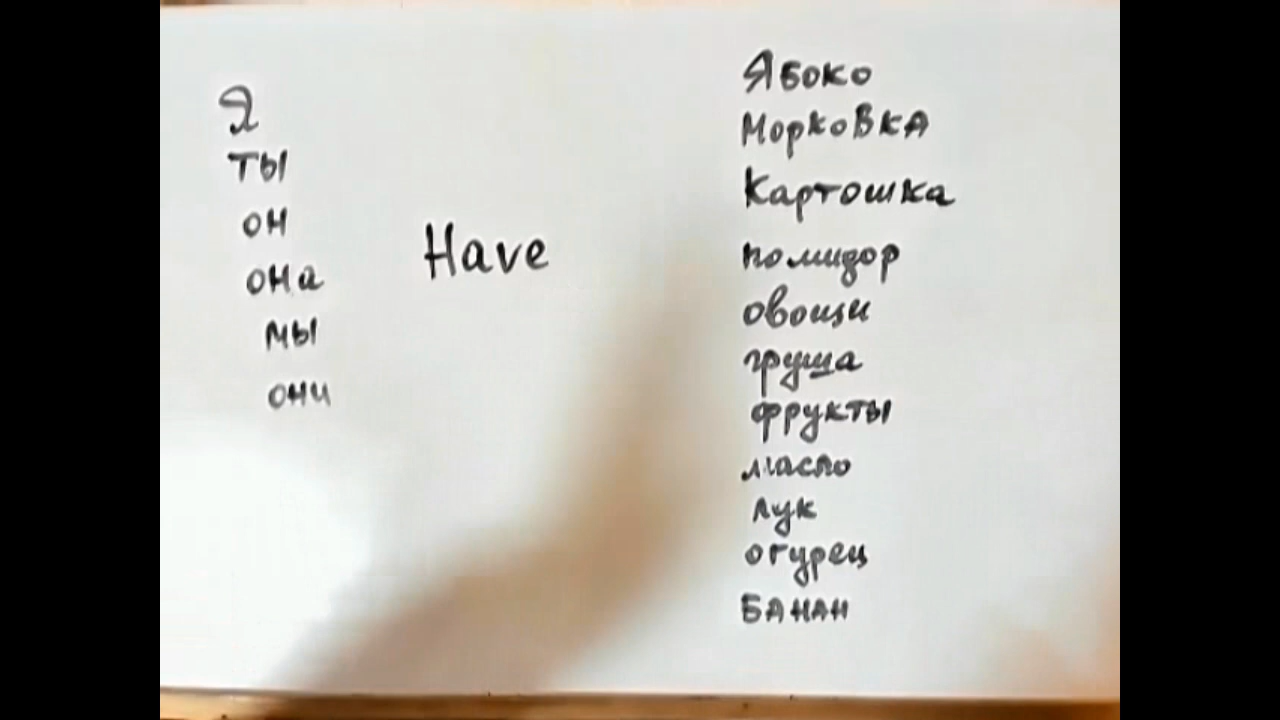 Я
ты
он
она
мы
они
Have
Ябоко
Морковка
Картошка
помидор
овощи
груша
фрукты
масло
лук
огурец
БАНАН